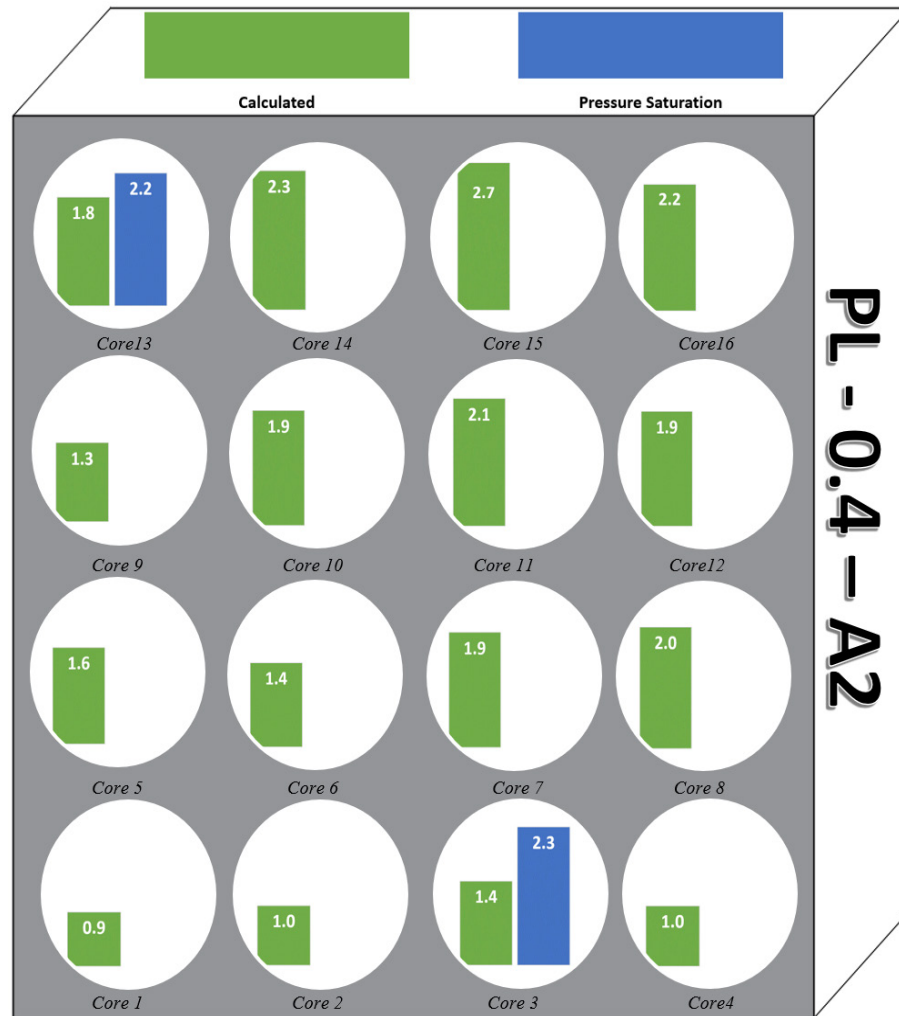 Calculated
Pressure Saturation
1.8
2.2
2.3
2.7
2.2
Core13
Core 14
Core 15
Core16
1.3
1.9
2.1
1.9
Core 9
Core 10
Core 11
Core12
1.6
1.4
1.9
2.0
Core 5
Core 6
Core 7
Core 8
0.9
1.0
1.4
2.3
1.0
Core 1
Core 2
Core 3
Core4
PL - 0.4 – A2